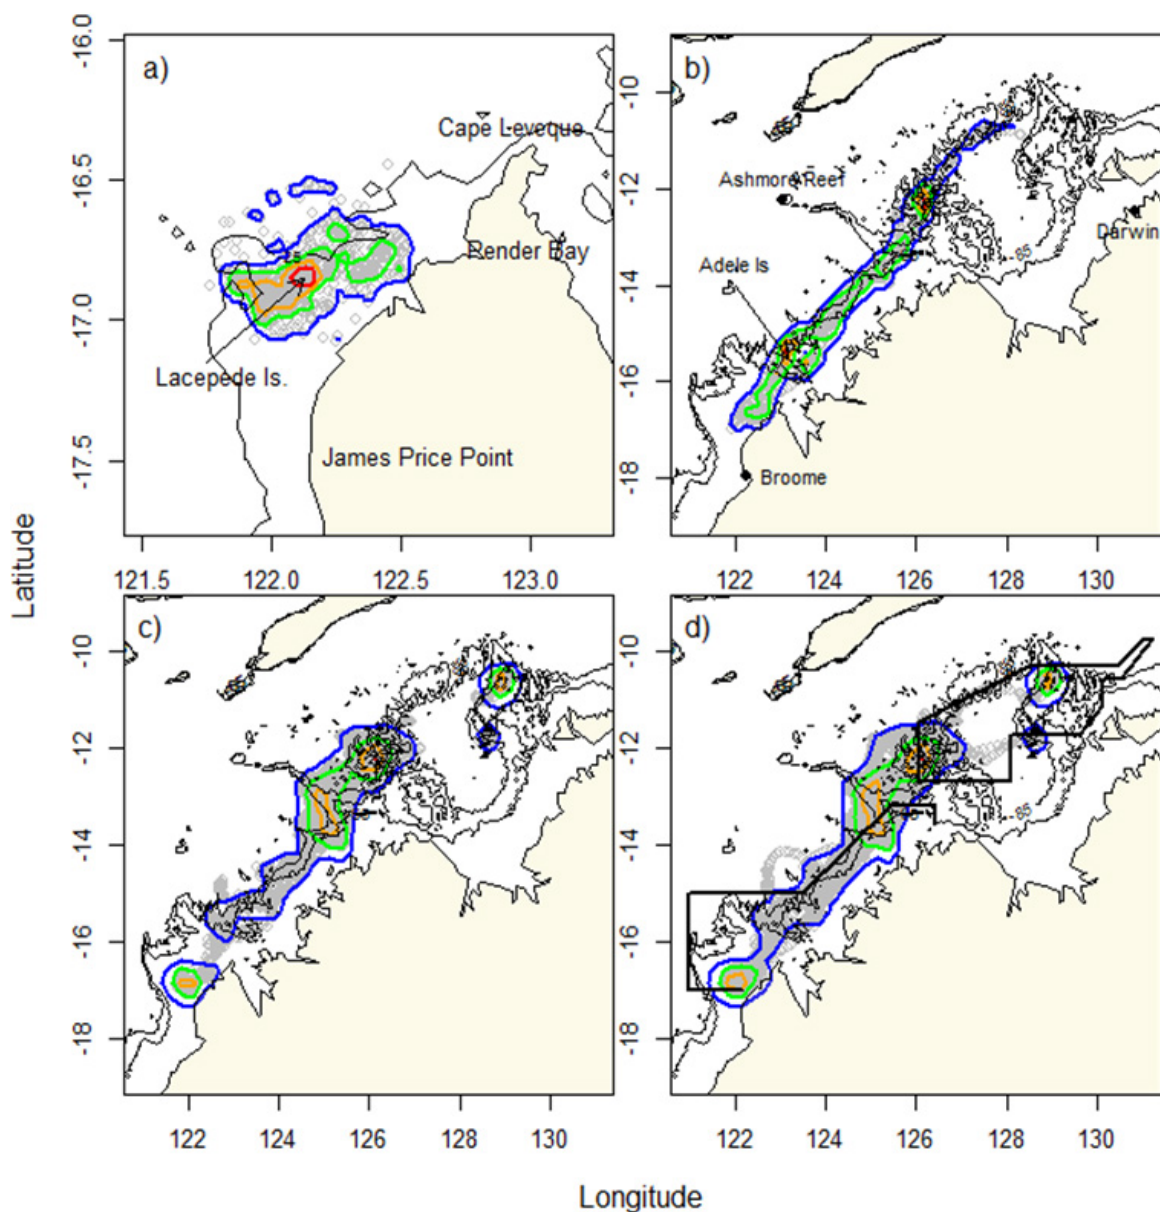 a)
-16.0
-16.5
-17.0
-17.5
Cape Leveque
Pender Bay
Lacepede Is.
James Price Point
121.5 122.0 122.5 123.0
b)
-10
-12
-14
-16
-18
Ashmore Reef
Adele Is
Darwin
-85
Broome
122 124 126 128 130
c)
-10
-12
-14
-16
-18
122 124 126 128 130
d)
-10
-12
-14
-16
-18
-85
122 124 126 128 130
Latitude
Longitude